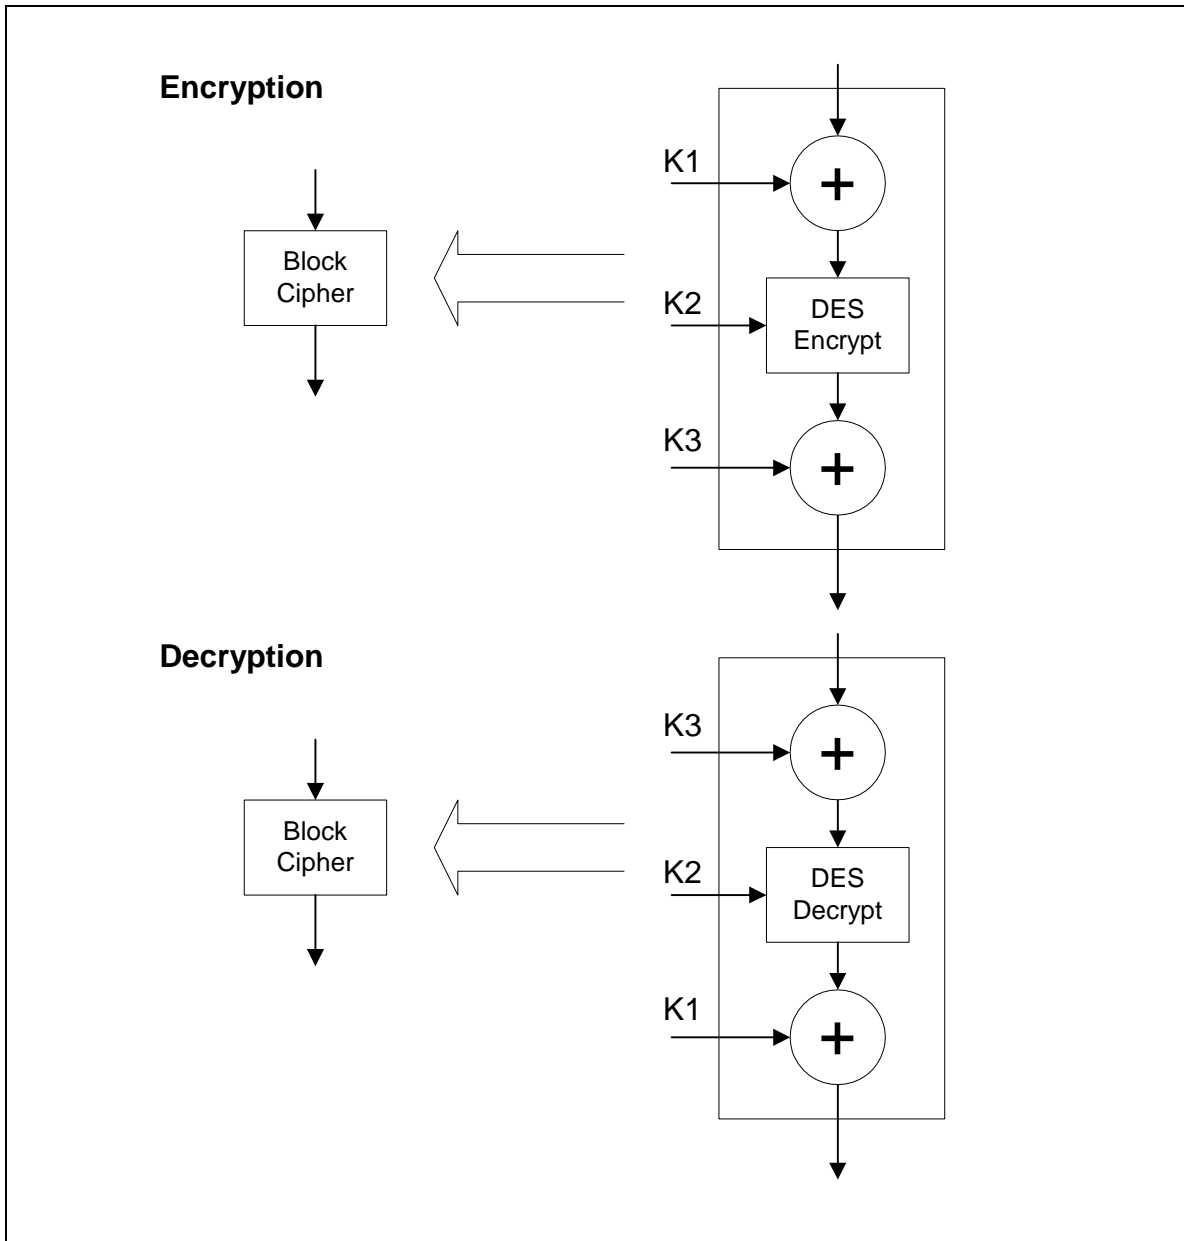 Encryption
K1
+
Block
Cipher
K2
DES
Encrypt
K3
+
Decryption
K3
+
Block
Cipher
K2
DES
Decrypt
K1
+